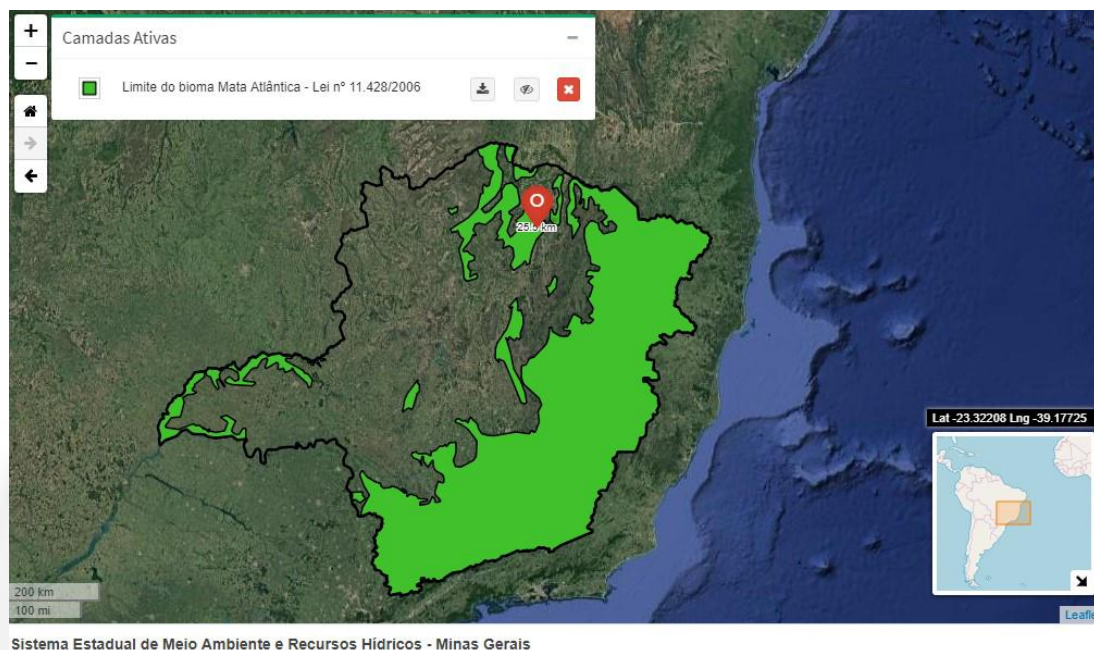 +
Camadas Ativas
−
−
Limite do bioma Mata Atlântica - Lei nº 11.428/2006
km
Lat -23.32208 Lng -39.17725
200 km
100 mi
Leafle
Sistema Estadual de Meio Ambiente e Recursos Hídricos - Minas Gerais